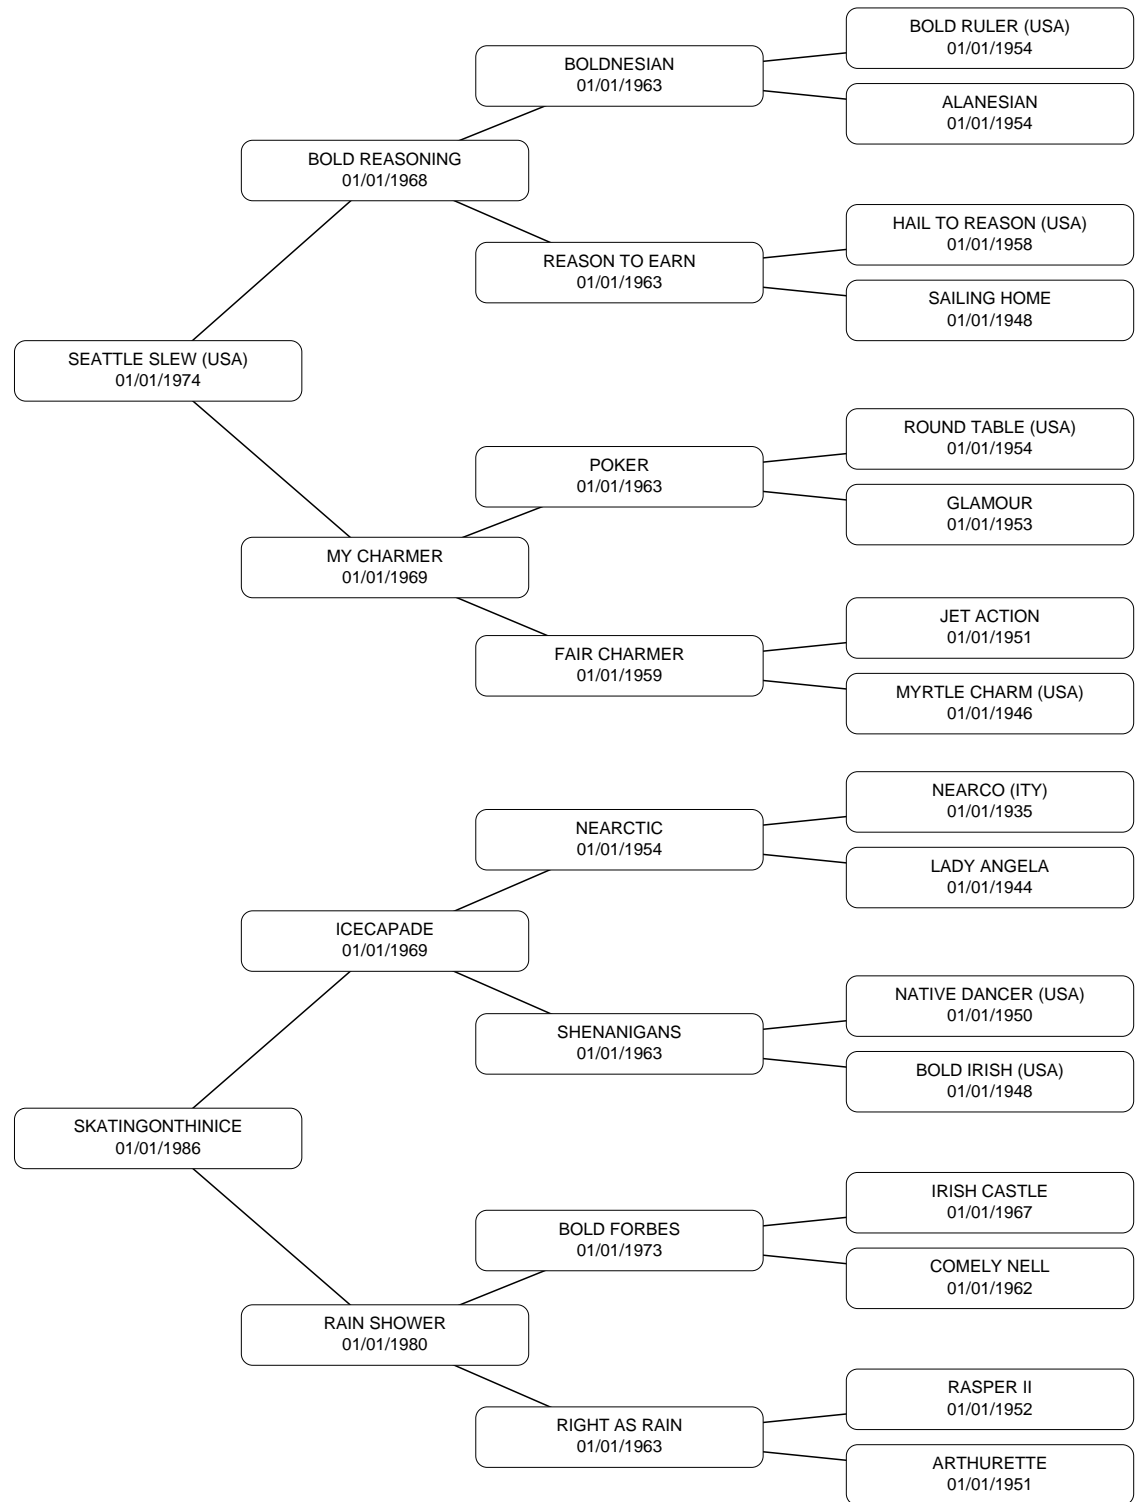 BOLD RULER (USA)
01/01/1954
BOLDNESIAN
01/01/1963
ALANESIAN
01/01/1954
BOLD REASONING
01/01/1968
HAIL TO REASON (USA)
01/01/1958
REASON TO EARN
01/01/1963
SAILING HOME
01/01/1948
SEATTLE SLEW (USA)
01/01/1974
ROUND TABLE (USA)
01/01/1954
POKER
01/01/1963
GLAMOUR
01/01/1953
MY CHARMER
01/01/1969
JET ACTION
01/01/1951
FAIR CHARMER
01/01/1959
MYRTLE CHARM (USA)
01/01/1946
NEARCO (ITY)
01/01/1935
NEARCTIC
01/01/1954
LADY ANGELA
01/01/1944
ICECAPADE
01/01/1969
NATIVE DANCER (USA)
01/01/1950
SHENANIGANS
01/01/1963
BOLD IRISH (USA)
01/01/1948
SKATINGONTHINICE
01/01/1986
IRISH CASTLE
01/01/1967
BOLD FORBES
01/01/1973
COMELY NELL
01/01/1962
RAIN SHOWER
01/01/1980
RASPER II
01/01/1952
RIGHT AS RAIN
01/01/1963
ARTHURETTE
01/01/1951